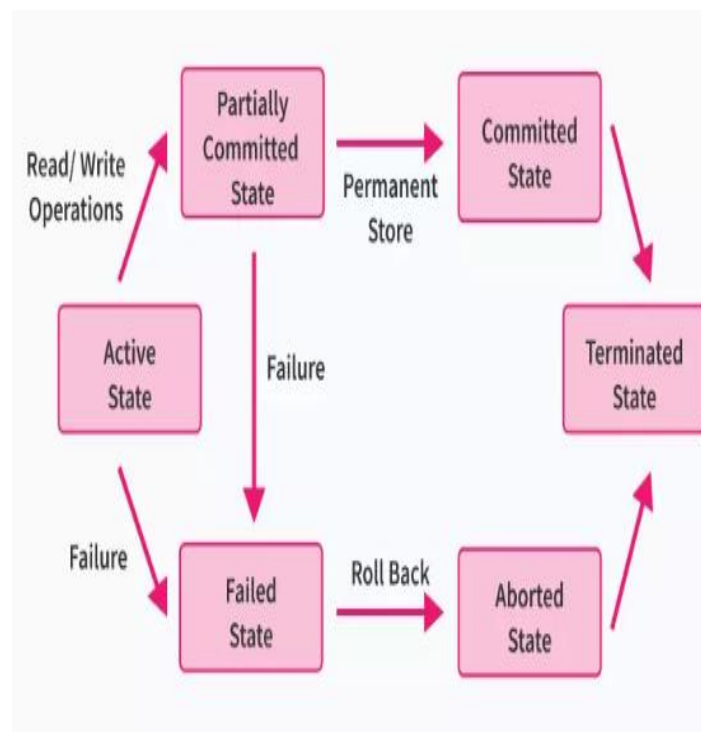 Partially
Committed
State
Committed
State
Read/ Write
Operations
Permanent
Store
Active
State
Failure
Terminated
State
Failure
Failed
State
Roll Back
Aborted
State